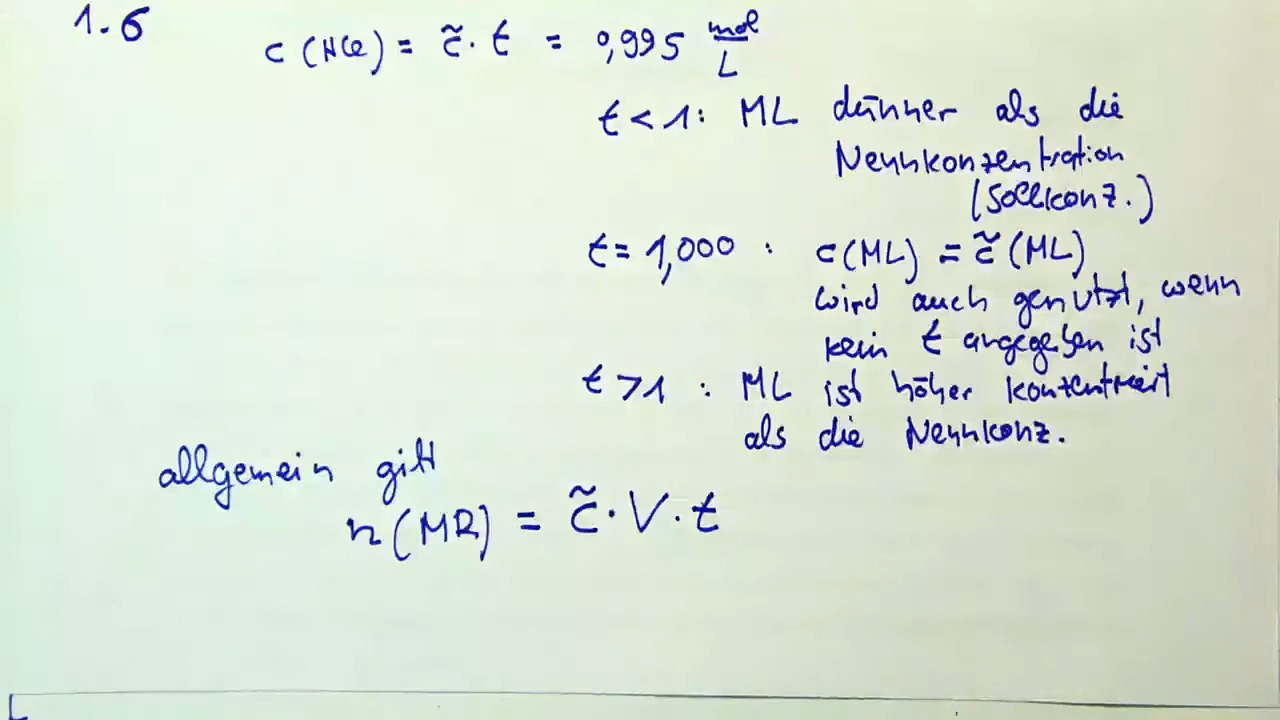 1.6
c (HCl) = c̃ · t = 0,995 mol/L
t < 1 : ML dünner als die
Nennkonzentration
(Sollkonz.)
t = 1,000 : c (ML) = c̃ (ML)
wird auch genutzt, wenn
kein t angegeben ist
t > 1 : ML ist höher konzentriert
als die Nennkonz.
allgemein gilt
n (MR) = c̃ · V · t